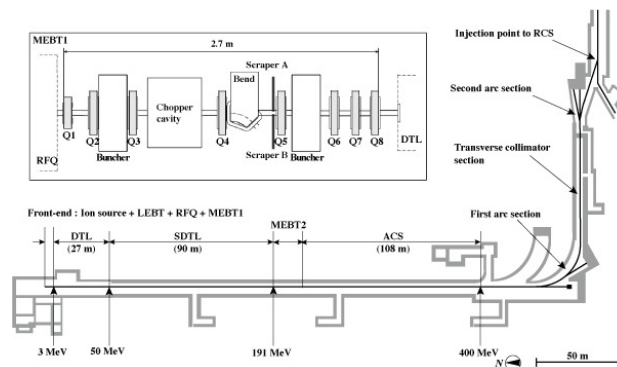 MEBT1
2.7 m
Scraper A
Bend
Chopper
cavity
Q1
Q2
Q3
Q4
Q5
Q6
Q7
Q8
Buncher
Buncher
RFQ
Scraper B
DTL
Injection point to RCS
Second arc section
Transverse collimator
section
First arc section
Front-end : Ion source + LEBT + RFQ + MEBT1
DTL
(27 m)
SDTL
(90 m)
MEBT2
ACS
(108 m)
3 MeV
50 MeV
191 MeV
400 MeV
N
50 m